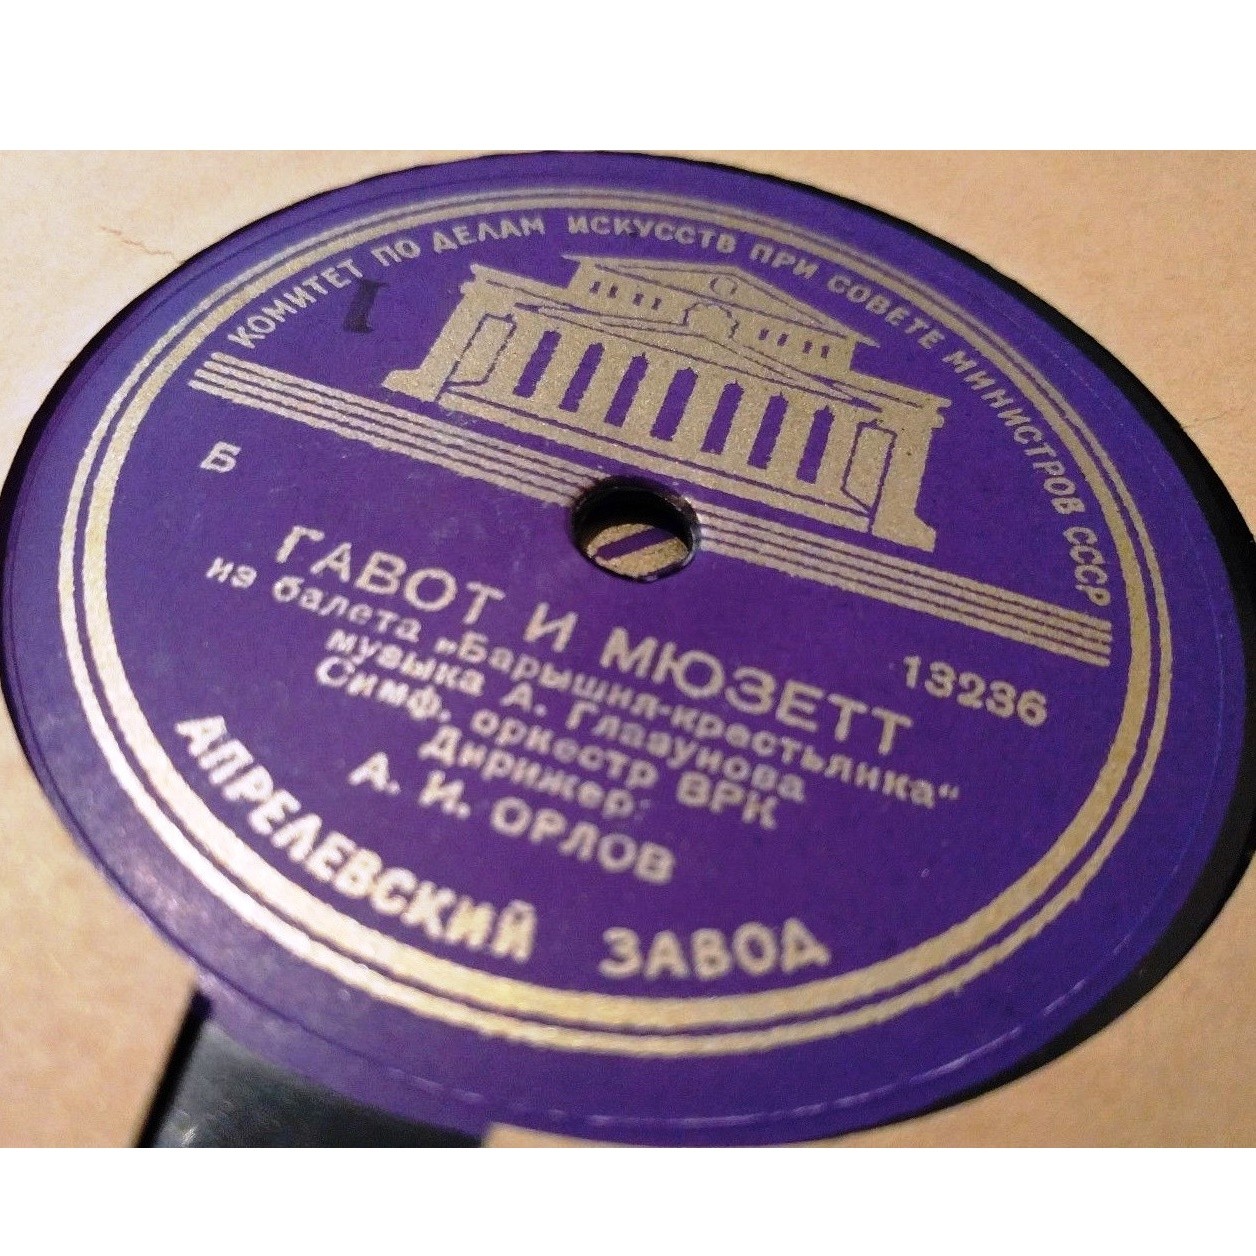 КОМИТЕТ ПО ДЕЛАМ ИСКУССТВ ПРИ СОВЕТЕ МИНИСТРОВ СССР
I
Б
13236
ГАВОТ И МЮЗЕТТ
из балета „Барышня-крестьянка“
музыка А. Глазунова
Симф. оркестр ВРК
Дирижер:
А. И. ОРЛОВ
АПРЕЛЕВСКИЙ ЗАВОД